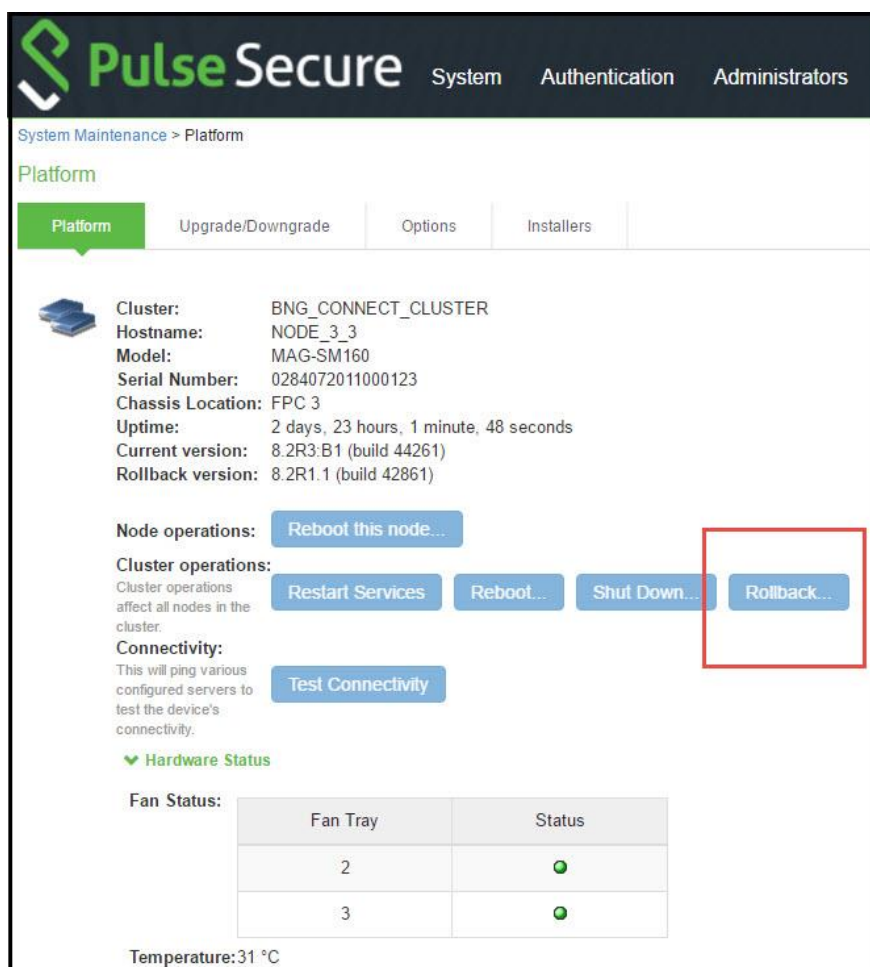 Pulse Secure System Authentication Administrators
System Maintenance > Platform
Platform
Platform Upgrade/Downgrade Options Installers
Cluster: BNG_CONNECT_CLUSTER
Hostname: NODE_3_3
Model: MAG-SM160
Serial Number: 0284072011000123
Chassis Location: FPC 3
Uptime: 2 days, 23 hours, 1 minute, 48 seconds
Current version: 8.2R3:B1 (build 44261)
Rollback version: 8.2R1.1 (build 42861)
Node operations: Reboot this node...
Cluster operations:
Cluster operations
affect all nodes in the
cluster.
Restart Services Reboot... Shut Down... Rollback...
Connectivity:
This will ping various
configured servers to
test the device's
connectivity.
Test Connectivity
Hardware Status
Fan Status:
Fan Tray Status
2
3
Temperature: 31 °C